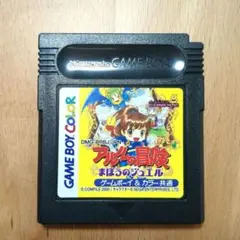 Nintendo GAME BOY
GAME BOY COLOR
アルルの冒険
まほうのジュエル
ゲームボーイ&カラー共通